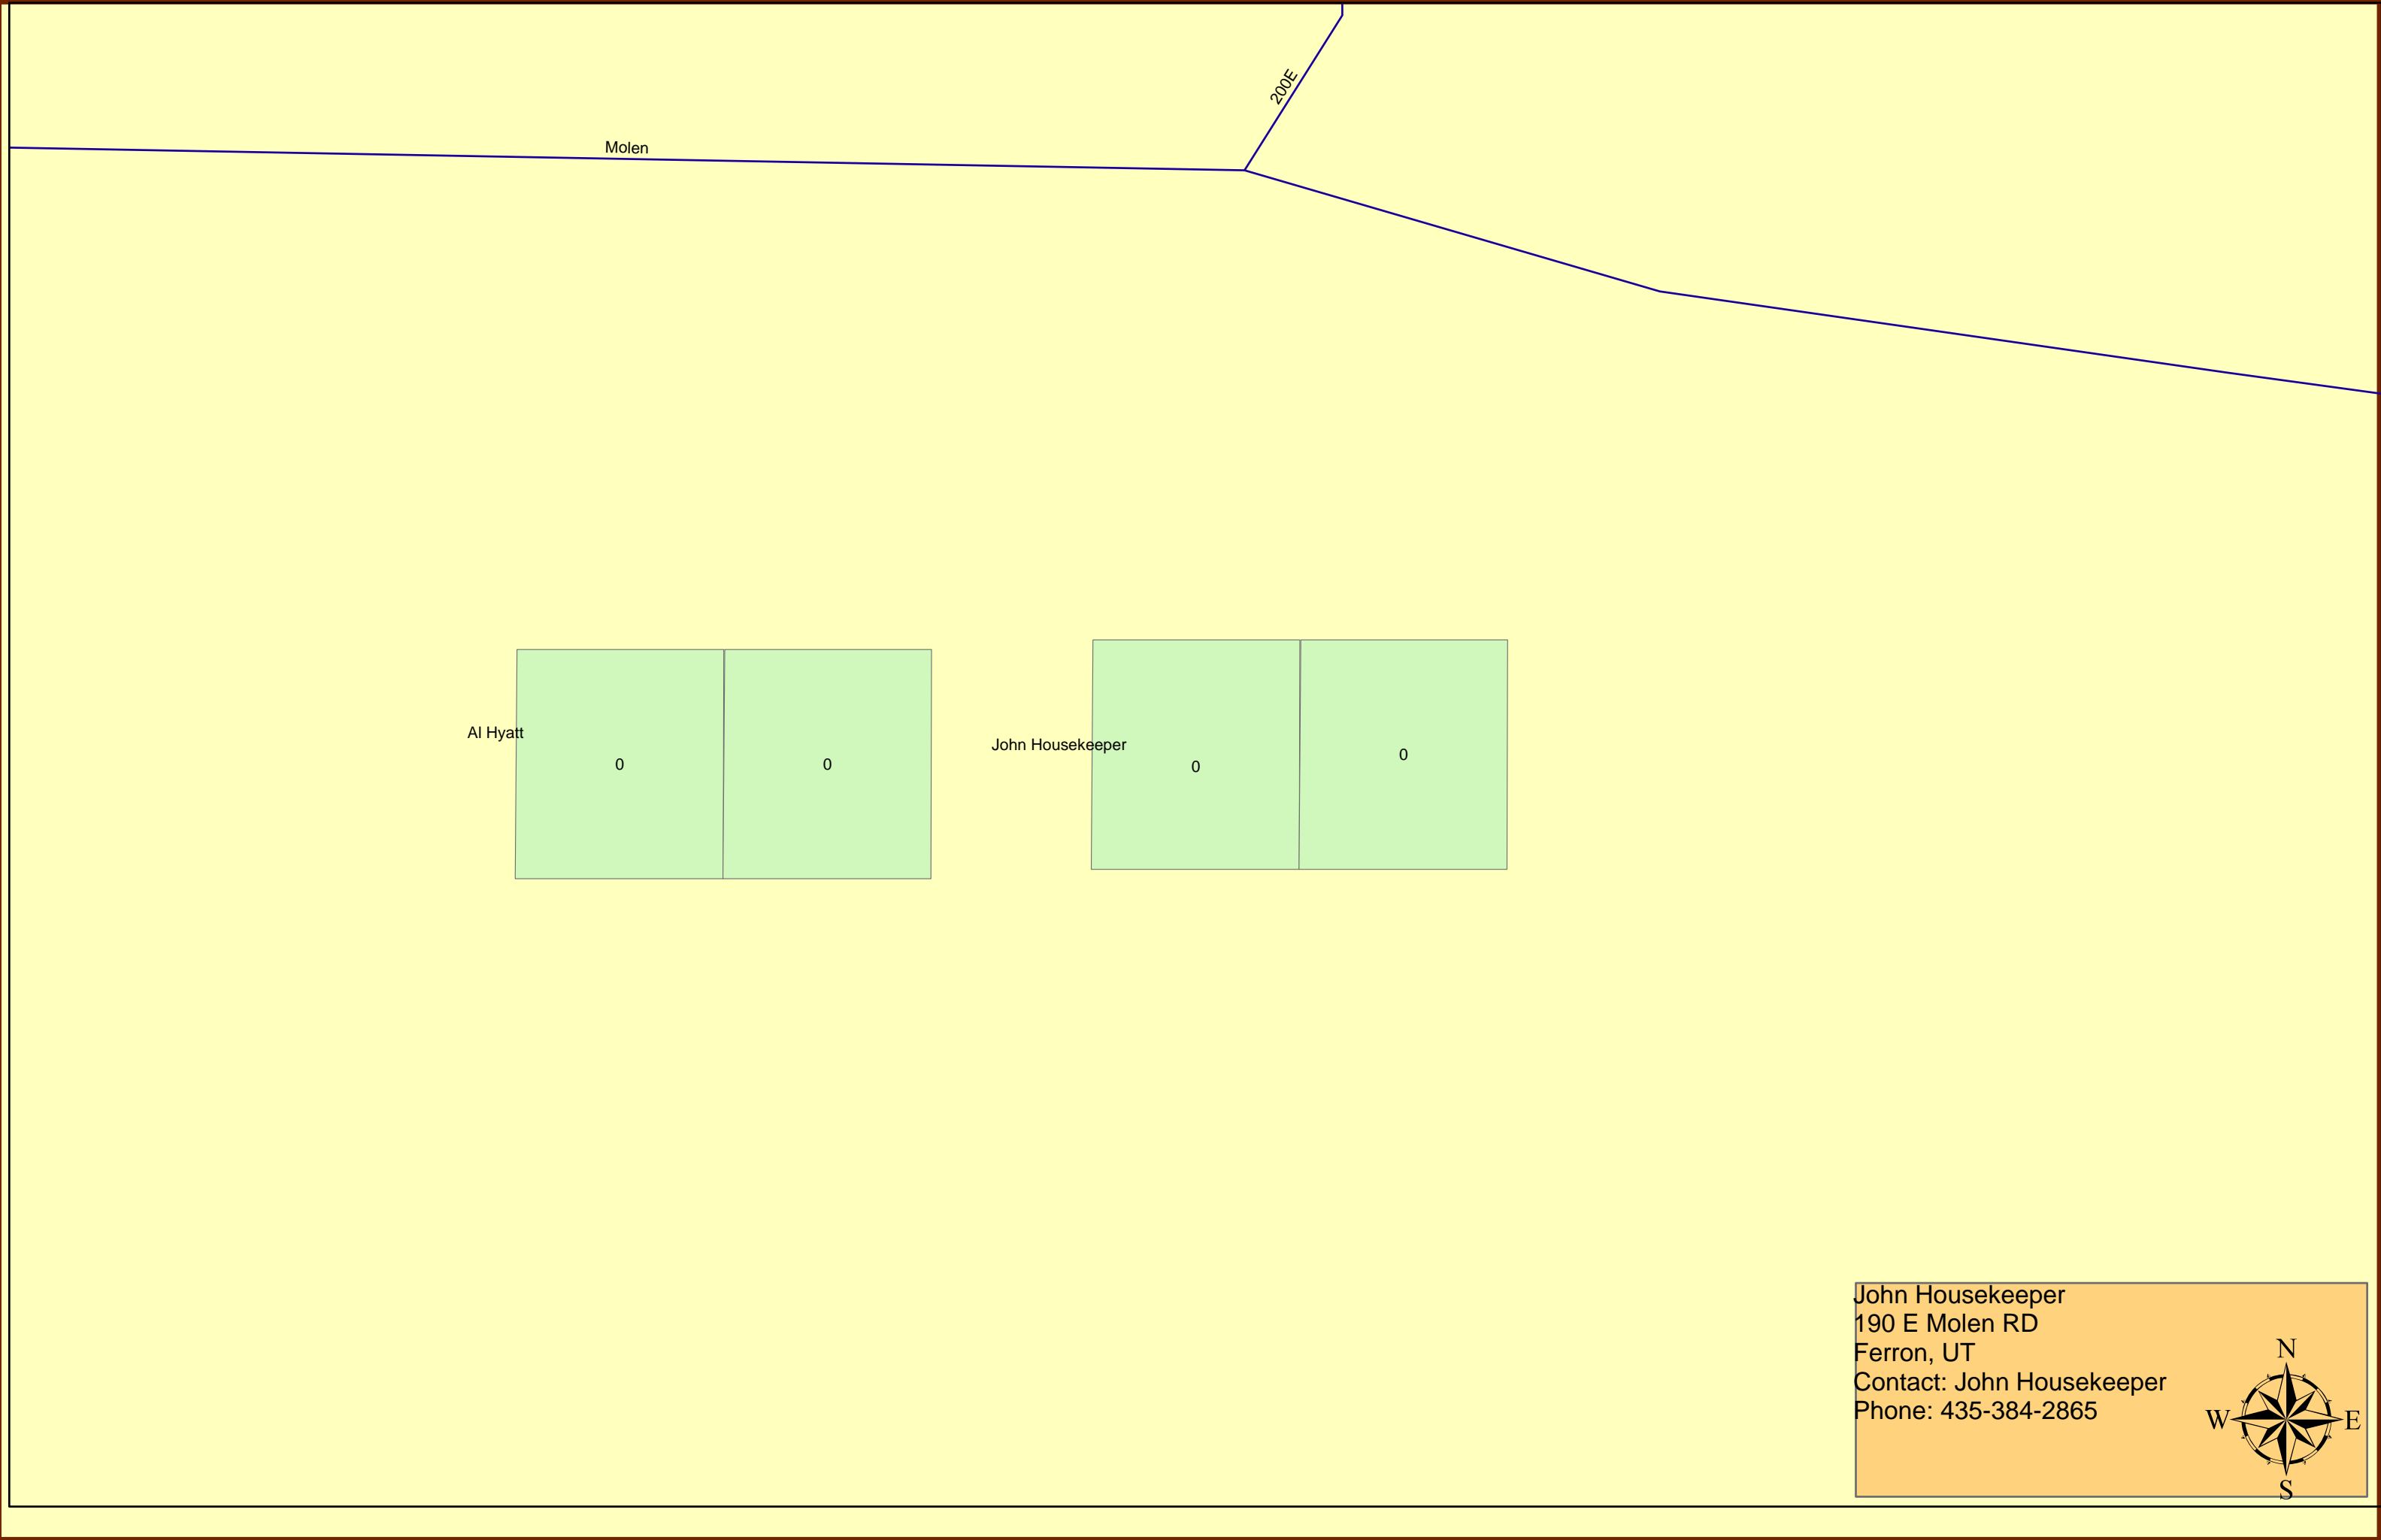 200E
Molen
Al Hyatt
John Housekeeper
0
0
0
0
John Housekeeper
190 E Molen RD
Ferron, UT
Contact: John Housekeeper
Phone: 435-384-2865
N
W
E
S